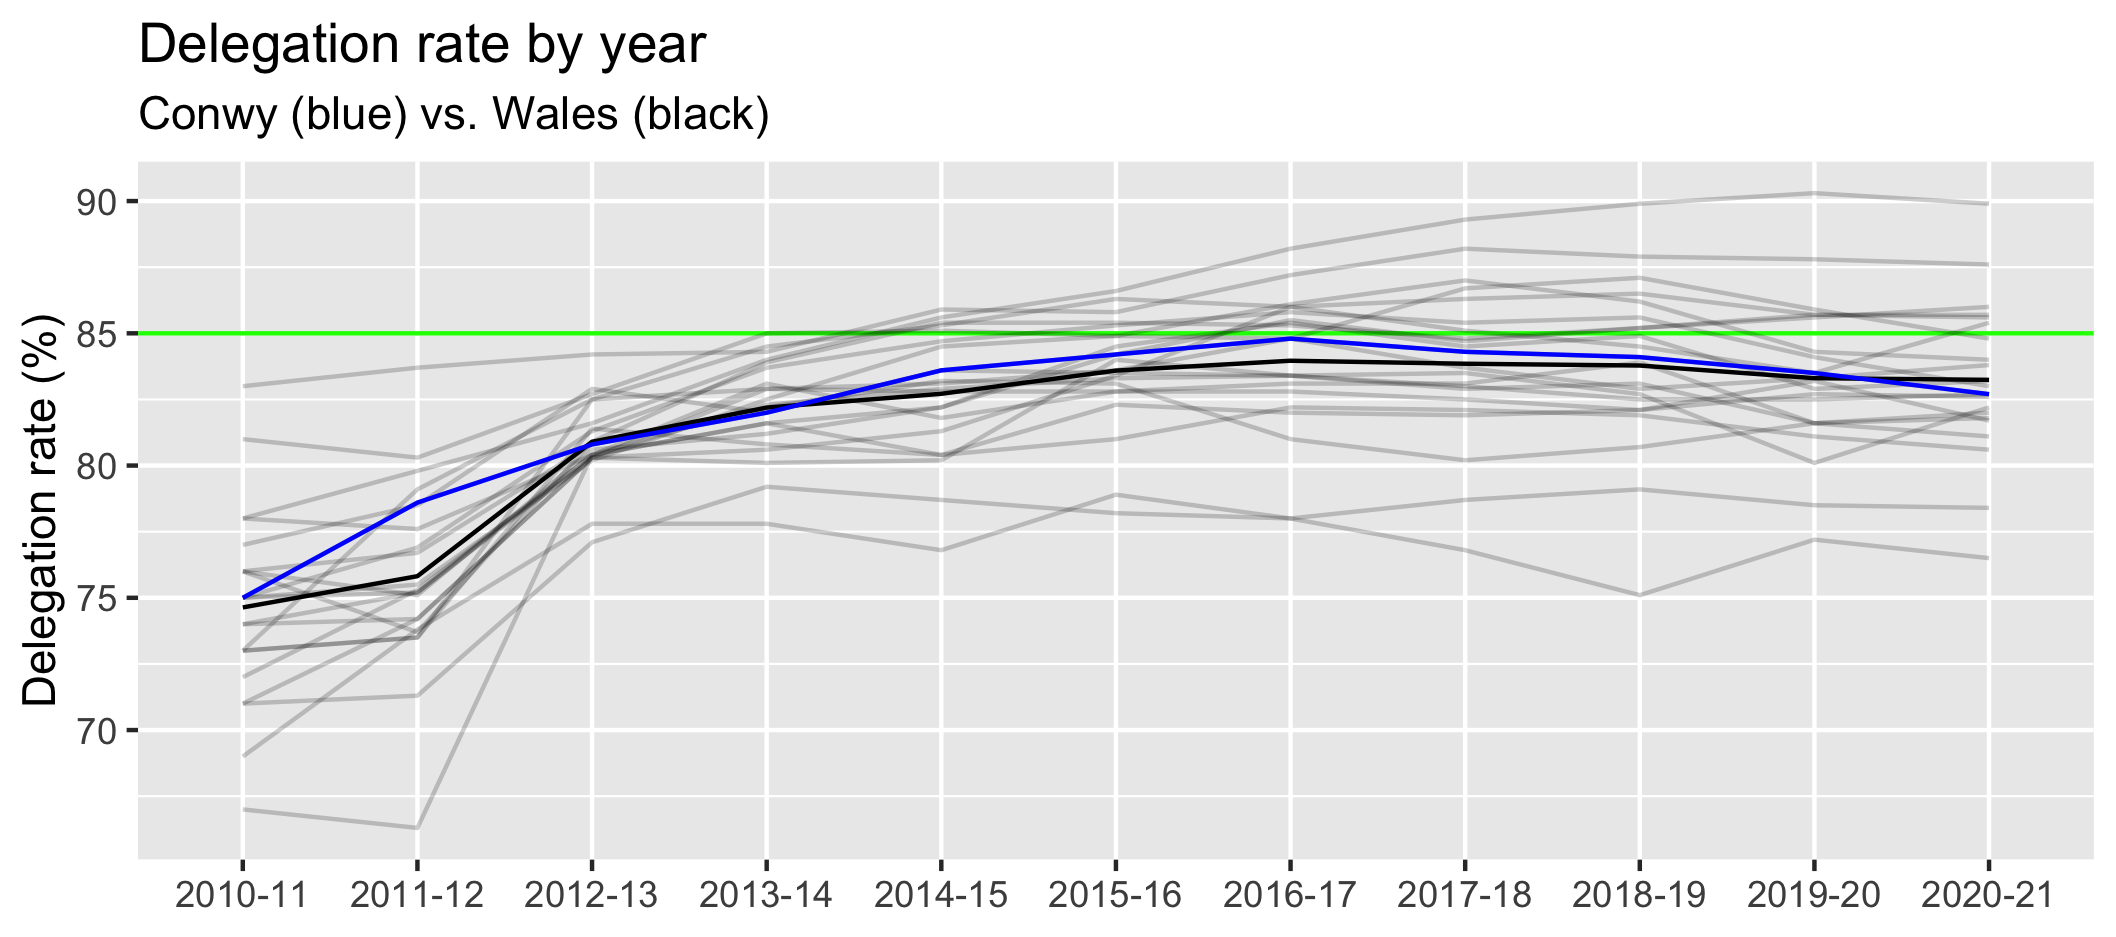 Delegation rate by year
Conwy (blue) vs. Wales (black)
Delegation rate (%)
90
85
80
75
70
2010-11 2011-12 2012-13 2013-14 2014-15 2015-16 2016-17 2017-18 2018-19 2019-20 2020-21